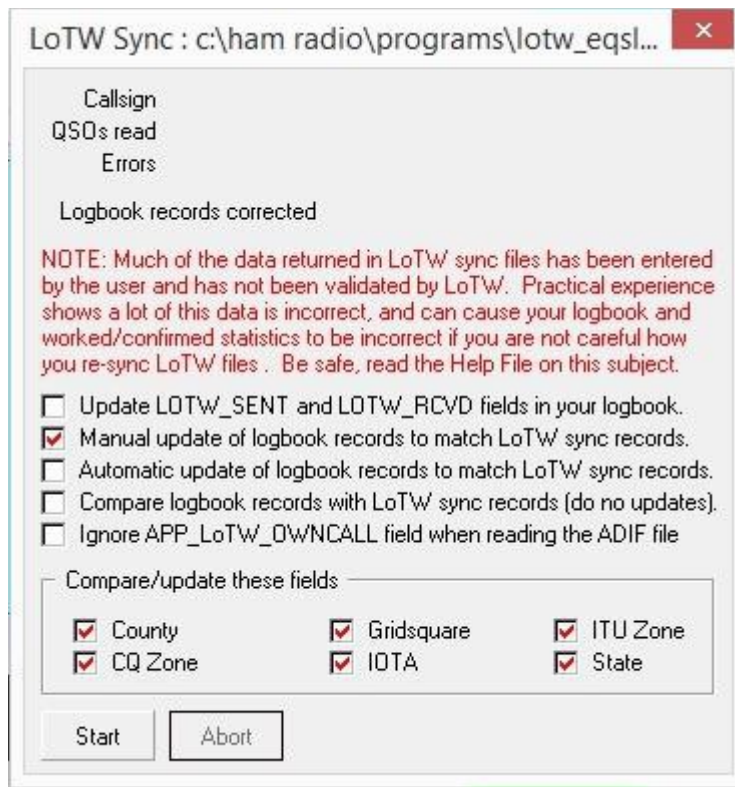 LoTW Sync : c:\ham radio\programs\lotw_eqsl...
Callsign
QSOs read
Errors
Logbook records corrected
NOTE: Much of the data returned in LoTW sync files has been entered
by the user and has not been validated by LoTW.  Practical experience
shows a lot of this data is incorrect, and can cause your logbook and
worked/confirmed statistics to be incorrect if you are not careful how
you re-sync LoTW files .  Be safe, read the Help File on this subject.
Update LOTW_SENT and LOTW_RCVD fields in your logbook.
Manual update of logbook records to match LoTW sync records.
Automatic update of logbook records to match LoTW sync records.
Compare logbook records with LoTW sync records (do no updates).
Ignore APP_LoTW_OWNCALL field when reading the ADIF file
Compare/update these fields
County Gridsquare ITU Zone
CQ Zone IOTA State
Start Abort